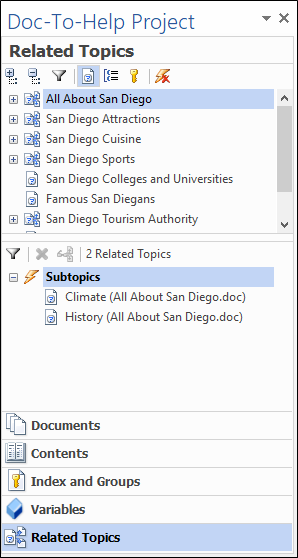 Doc-To-Help Project
Related Topics
All About San Diego
San Diego Attractions
San Diego Cuisine
San Diego Sports
San Diego Colleges and Universities
Famous San Diegans
San Diego Tourism Authority
2 Related Topics
Subtopics
Climate (All About San Diego.doc)
History (All About San Diego.doc)
Documents
Contents
Index and Groups
Variables
Related Topics